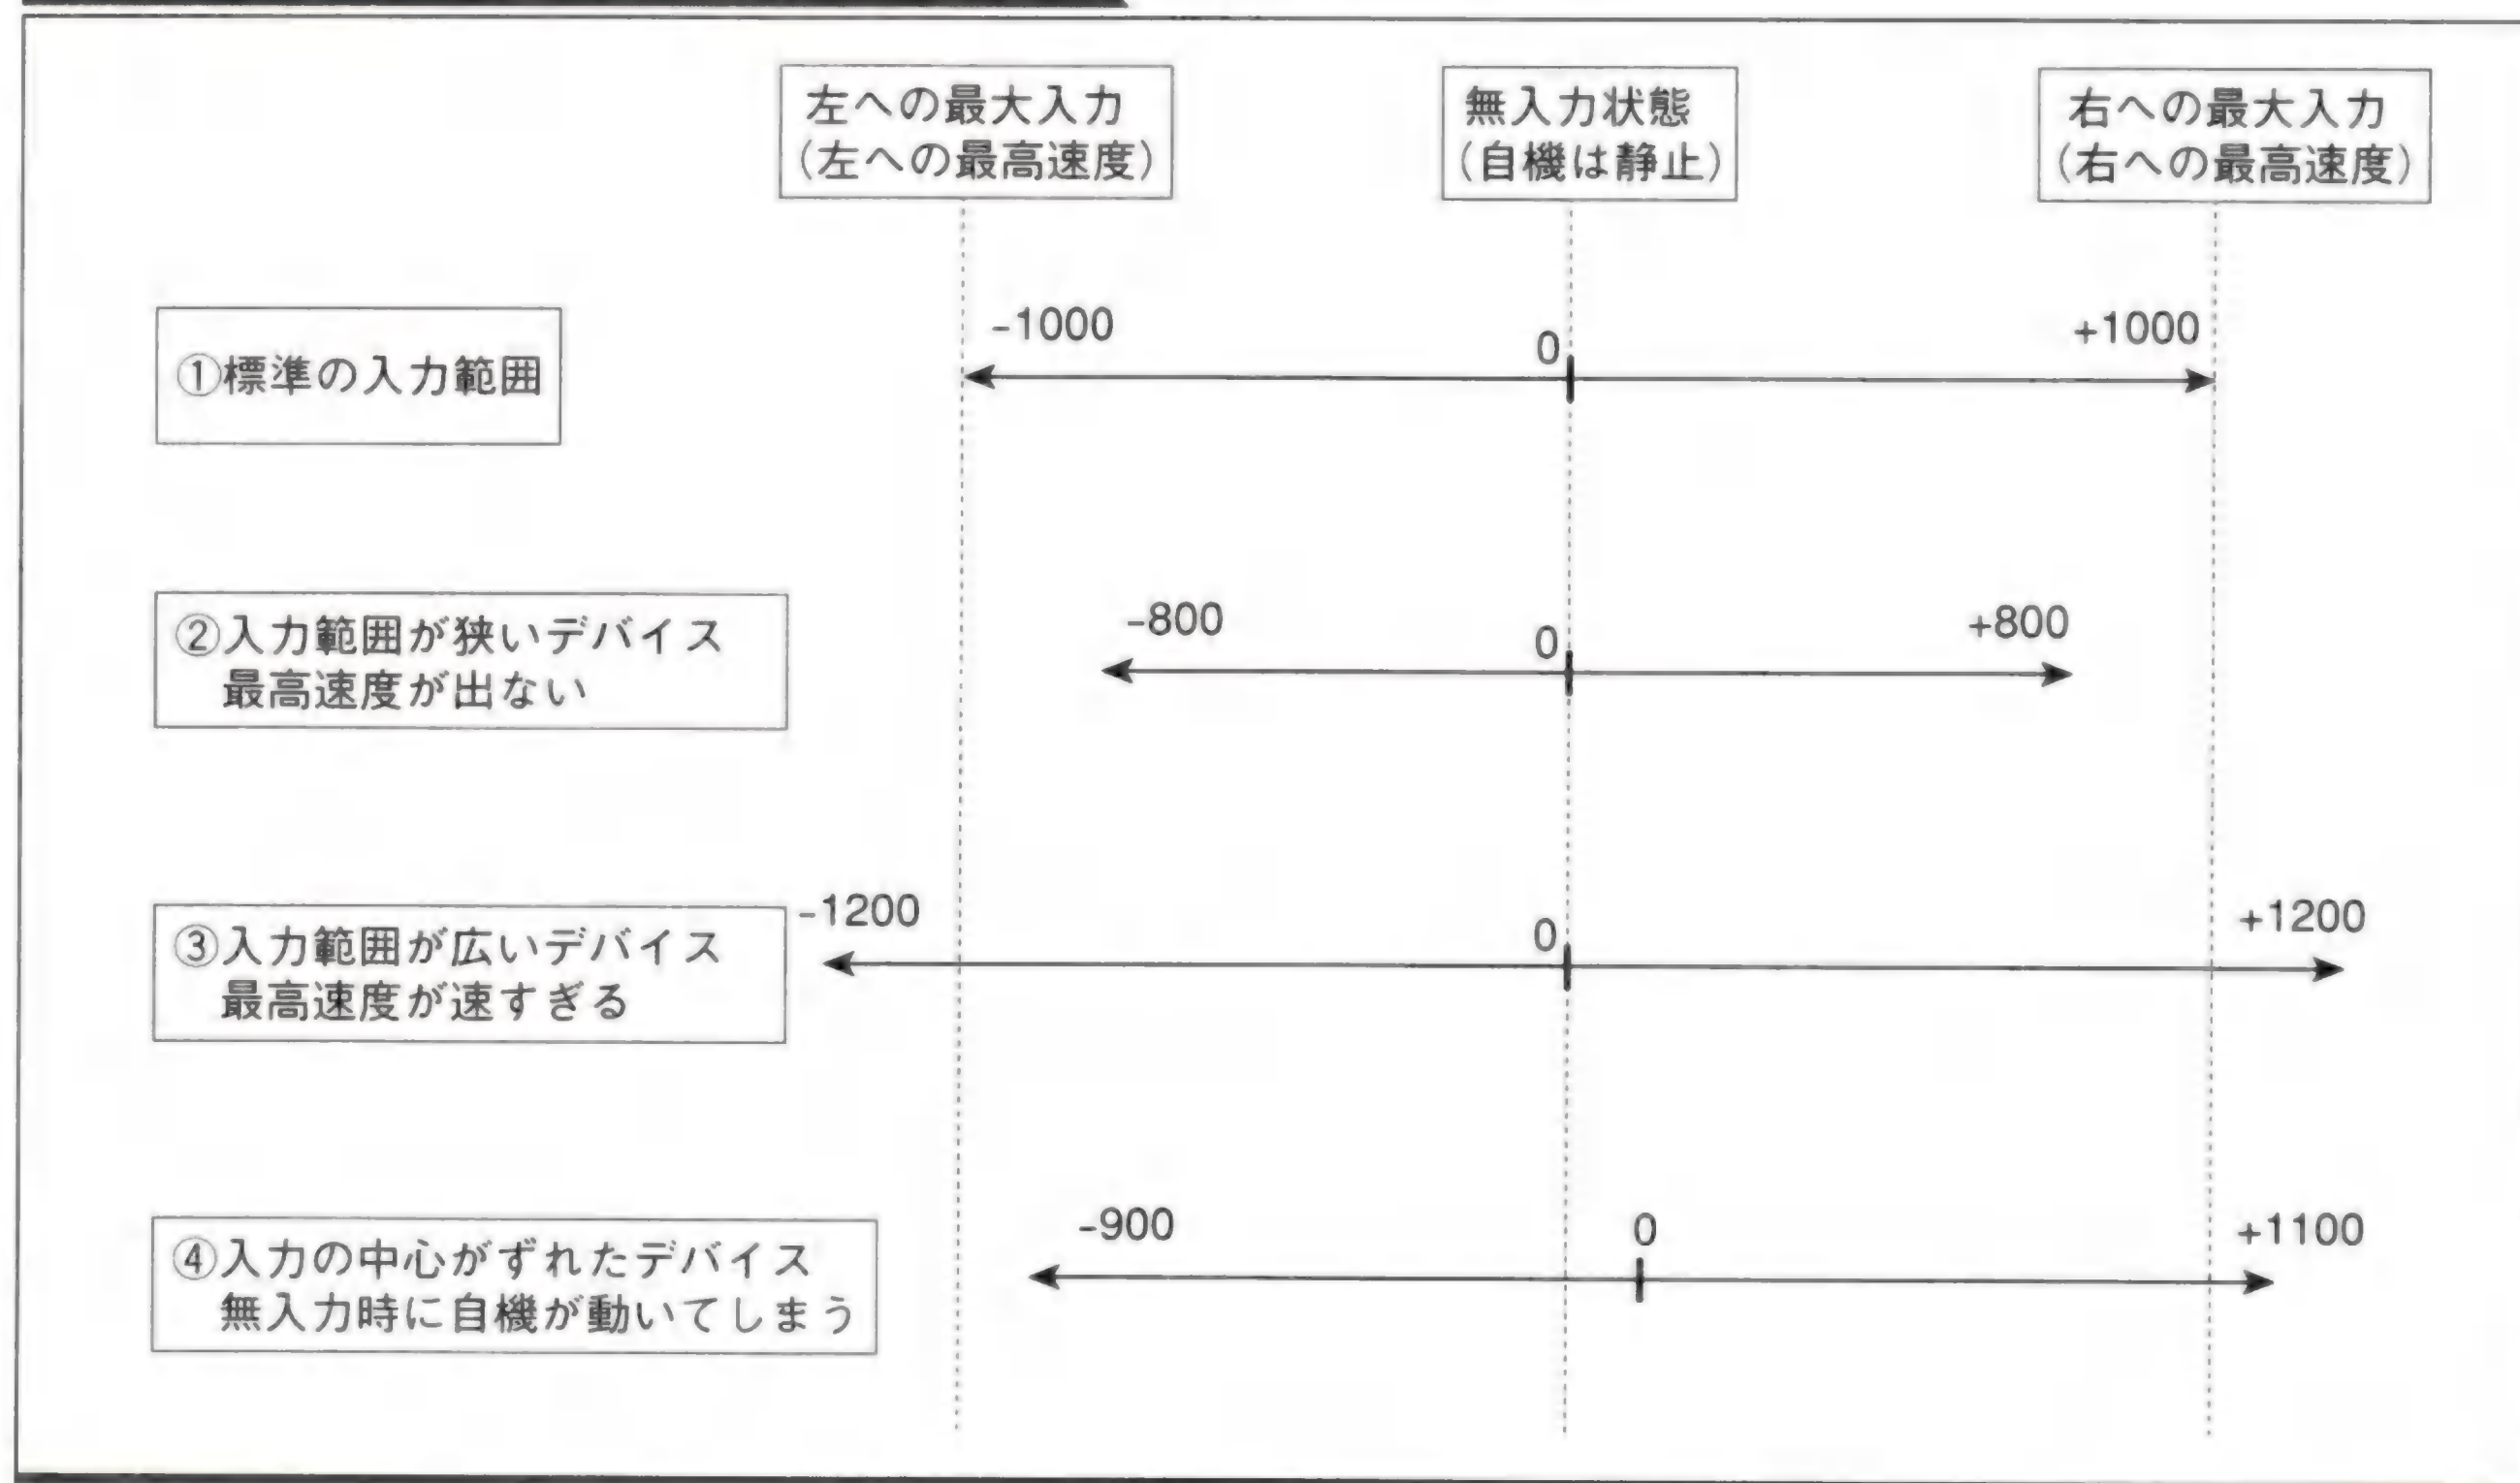 左への最大入力
(左への最高速度)
無入力状態
(自機は静止)
右への最大入力
(右への最高速度)
①標準の入力範囲
-1000
0
+1000
②入力範囲が狭いデバイス
最高速度が出ない
-800
0
+800
③入力範囲が広いデバイス
最高速度が速すぎる
-1200
0
+1200
④入力の中心がずれたデバイス
無入力時に自機が動いてしまう
-900
0
+1100